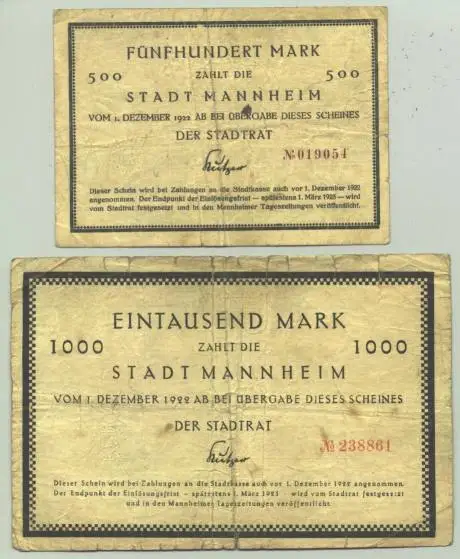 FÜNFHUNDERT MARK
500 ZAHLT DIE 500
STADT MANNHEIM
VOM 1. DEZEMBER 1922 AB BEI ÜBERGABE DIESES SCHEINES
DER STADTRAT
Kutzer № 019054
Dieser Schein wird bei Zahlungen an die Stadtkasse auch vor 1. Dezember 1922
angenommen. Der Endpunkt der Einlösungsfrist – spätestens 1. März 1923 – wird
vom Stadtrat festgesetzt und in den Mannheimer Tageszeitungen veröffentlicht.
EINTAUSEND MARK
1000 ZAHLT DIE 1000
STADT MANNHEIM
VOM 1. DEZEMBER 1922 AB BEI ÜBERGABE DIESES SCHEINES
DER STADTRAT
Kutzer № 238861
Dieser Schein wird bei Zahlungen an die Stadtkasse auch vor 1. Dezember 1922 angenommen.
Der Endpunkt der Einlösungsfrist – spätestens 1. März 1923 – wird vom Stadtrat festgesetzt
und in den Mannheimer Tageszeitungen veröffentlicht.